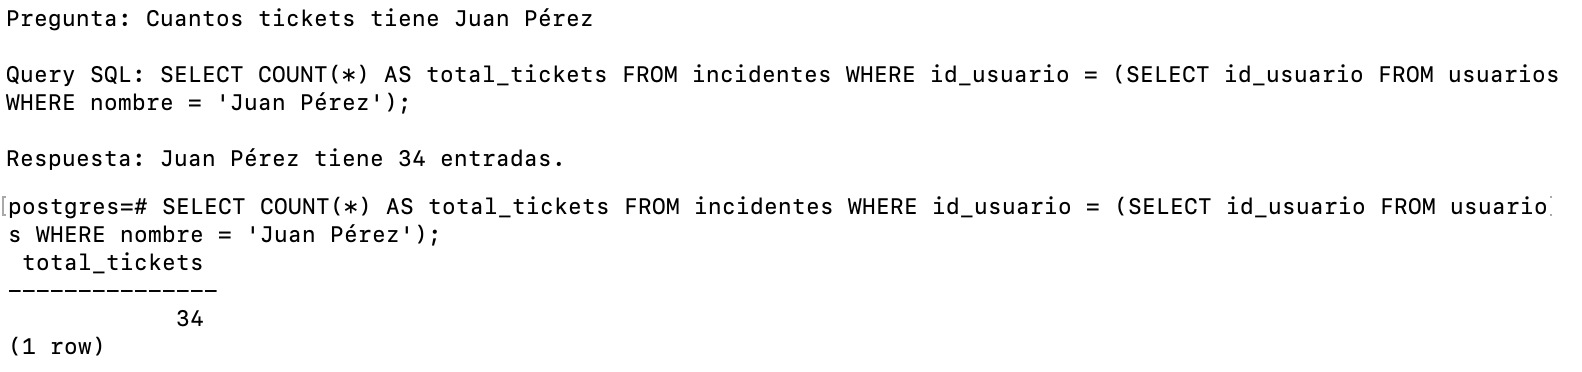 Pregunta: Cuantos tickets tiene Juan Pérez
Query SQL: SELECT COUNT(*) AS total_tickets FROM incidentes WHERE id_usuario = (SELECT id_usuario FROM usuarios
WHERE nombre = 'Juan Pérez');
Respuesta: Juan Pérez tiene 34 entradas.
[postgres=# SELECT COUNT(*) AS total_tickets FROM incidentes WHERE id_usuario = (SELECT id_usuario FROM usuario]
s WHERE nombre = 'Juan Pérez');
total_tickets
---------------
34
(1 row)